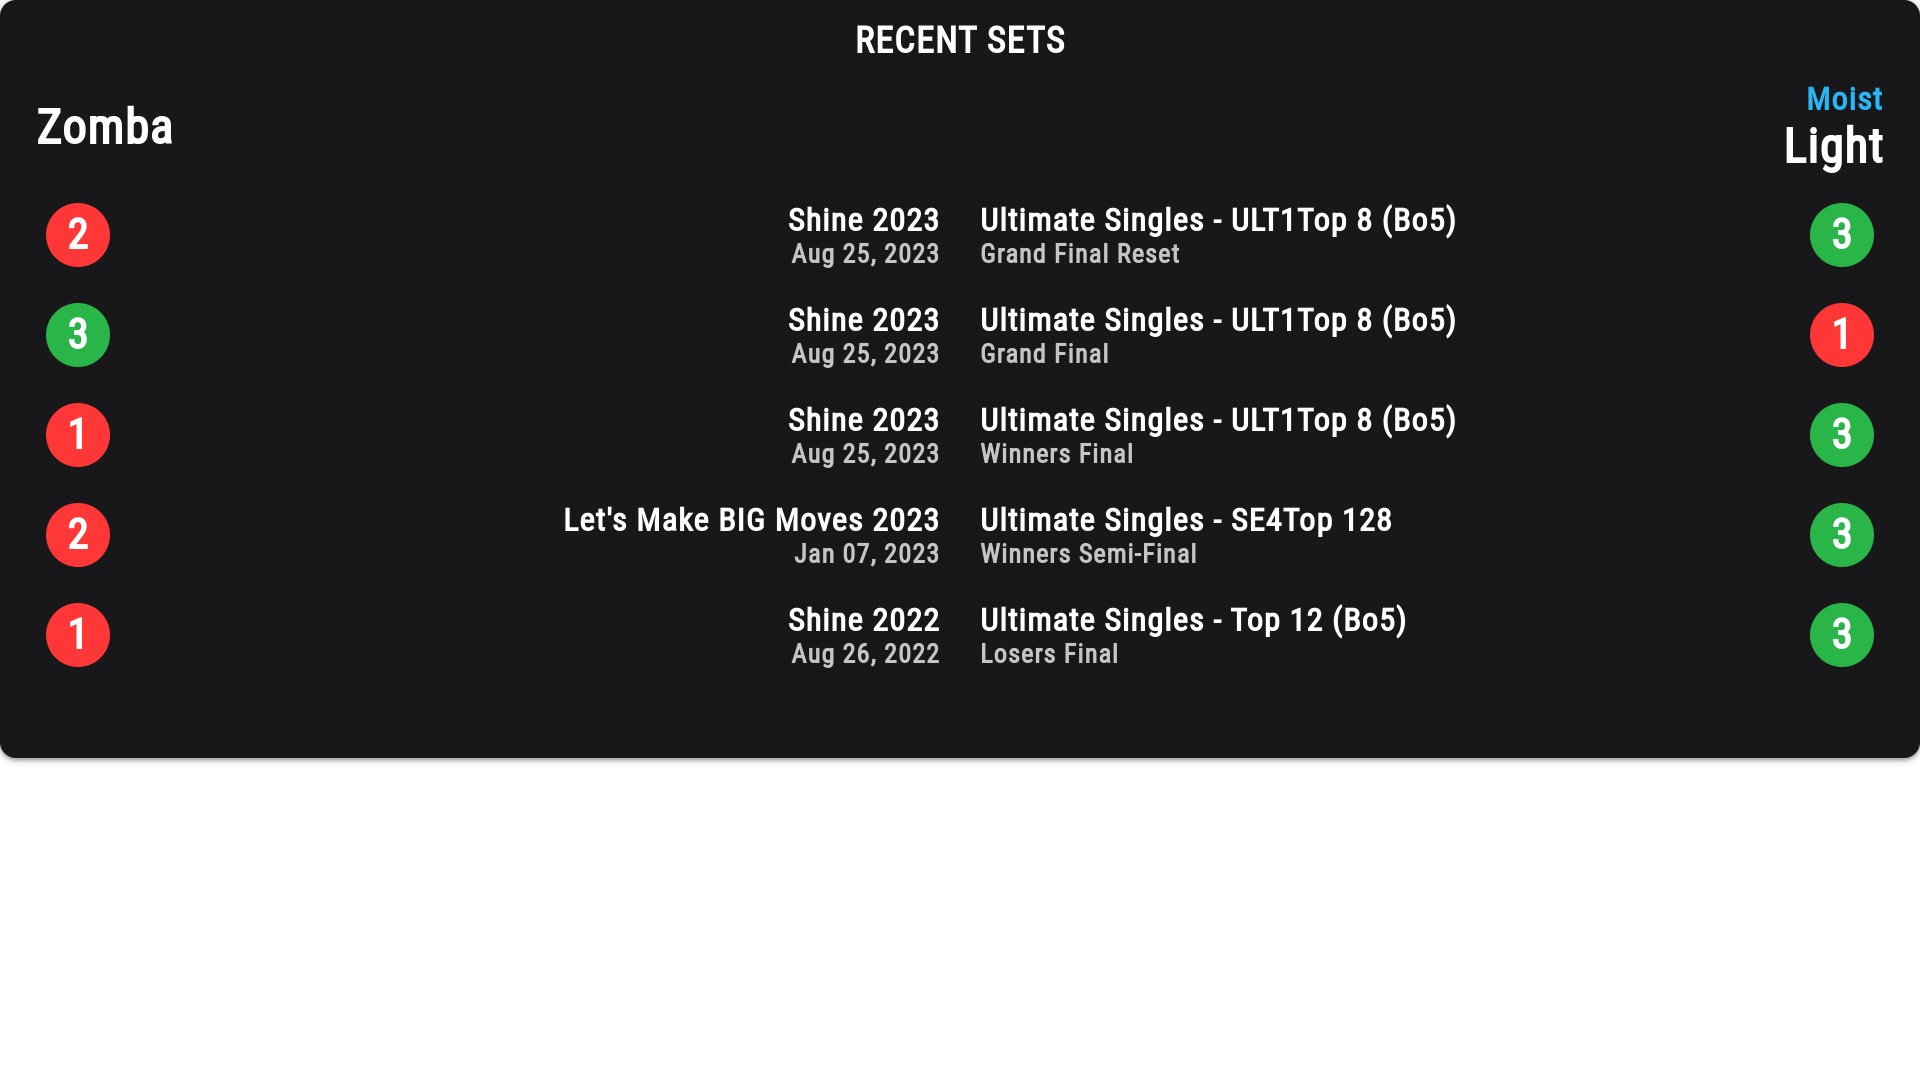 RECENT SETS
Zomba
Moist
Light
2
Shine 2023
Aug 25, 2023
Ultimate Singles - ULT1Top 8 (Bo5)
Grand Final Reset
3
3
Shine 2023
Aug 25, 2023
Ultimate Singles - ULT1Top 8 (Bo5)
Grand Final
1
1
Shine 2023
Aug 25, 2023
Ultimate Singles - ULT1Top 8 (Bo5)
Winners Final
3
2
Let's Make BIG Moves 2023
Jan 07, 2023
Ultimate Singles - SE4Top 128
Winners Semi-Final
3
1
Shine 2022
Aug 26, 2022
Ultimate Singles - Top 12 (Bo5)
Losers Final
3